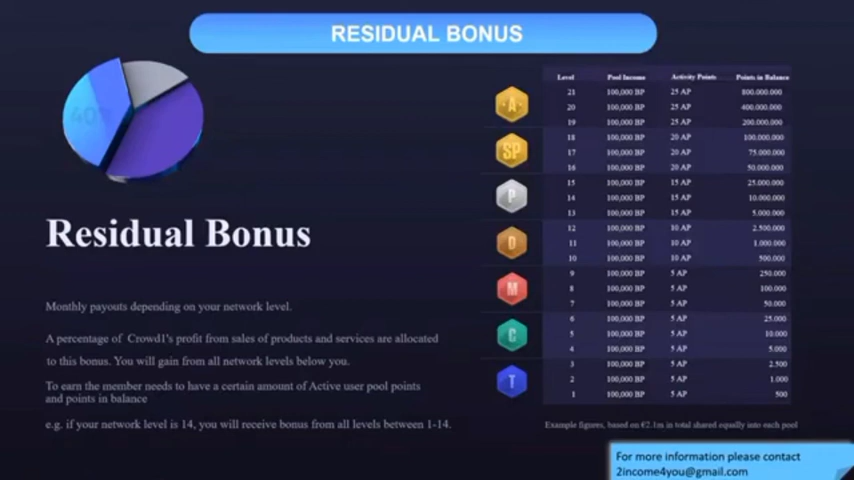 RESIDUAL BONUS
40%
Residual Bonus
Monthly payouts depending on your network level.
A percentage of Crowd1's profit from sales of products and services are allocated
to this bonus. You will gain from all network levels below you.
To earn the member needs to have a certain amount of Active user pool points
and points in balance
e.g. if your network level is 14, you will receive bonus from all levels between 1-14.
A
SP
P
D
M
C
T
Level Pool Income Activity Points Points in Balance
21 100,000 BP 25 AP 800.000.000
20 100,000 BP 25 AP 400.000.000
19 100,000 BP 25 AP 200.000.000
18 100,000 BP 20 AP 100.000.000
17 100,000 BP 20 AP 75.000.000
16 100,000 BP 20 AP 50.000.000
15 100,000 BP 15 AP 25.000.000
14 100,000 BP 15 AP 10.000.000
13 100,000 BP 15 AP 5.000.000
12 100,000 BP 10 AP 2.500.000
11 100,000 BP 10 AP 1.000.000
10 100,000 BP 10 AP 500.000
9 100,000 BP 5 AP 250.000
8 100,000 BP 5 AP 100.000
7 100,000 BP 5 AP 50.000
6 100,000 BP 5 AP 25.000
5 100,000 BP 5 AP 10.000
4 100,000 BP 5 AP 5.000
3 100,000 BP 5 AP 2.500
2 100,000 BP 5 AP 1.000
1 100,000 BP 5 AP 500
Example figures, based on €2.1m in total shared equally into each pool
For more information please contact
2income4you@gmail.com